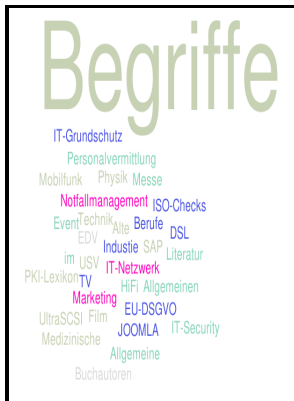 Begriffe
IT-Grundschutz
Personalvermittlung
Mobilfunk Physik Messe
Notfallmanagement ISO-Checks
Event Technik Alte Berufe DSL
EDV Industie SAP Literatur
im USV IT-Netzwerk
PKI-Lexikon TV HiFi Allgemeinen
Marketing EU-DSGVO
UltraSCSI Film JOOMLA IT-Security
Medizinische
Allgemeine
Buchautoren